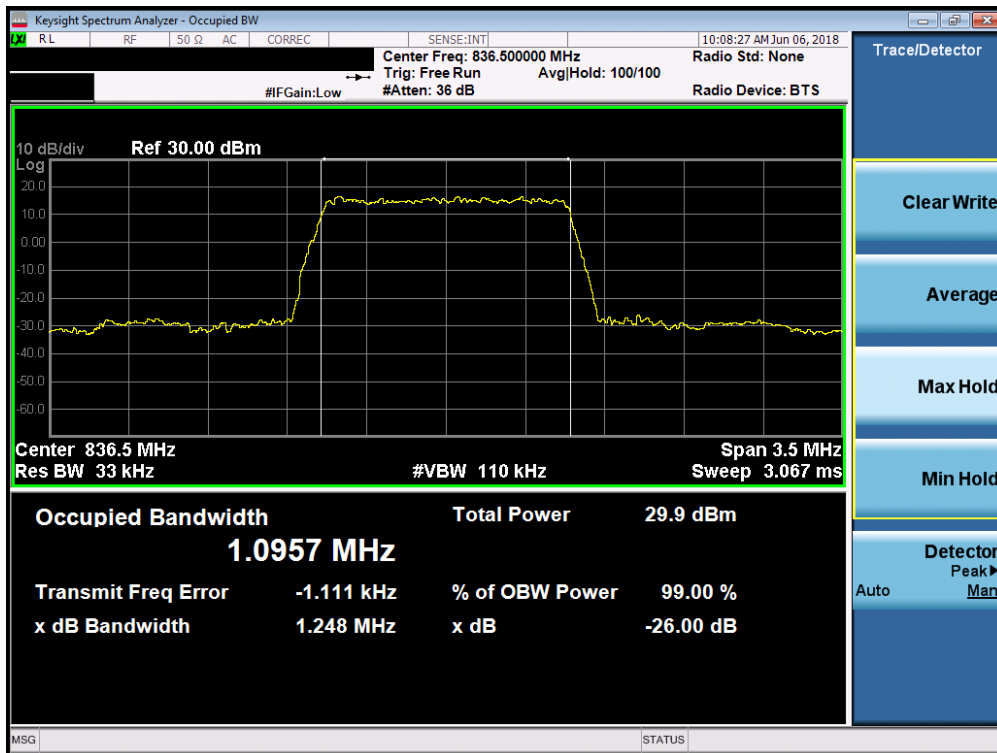 Keysight Spectrum Analyzer - Occupied BW
LXI RL RF 50 Ω AC CORREC SENSE:INT 10:08:27 AM Jun 06, 2018
Center Freq: 836.500000 MHz Radio Std: None
Trig: Free Run Avg|Hold: 100/100
#IFGain:Low #Atten: 36 dB Radio Device: BTS
Trace/Detector
10 dB/div Ref 30.00 dBm
Log
20.0
10.0
0.00
-10.0
-20.0
-30.0
-40.0
-50.0
-60.0
Center 836.5 MHz Span 3.5 MHz
Res BW 33 kHz #VBW 110 kHz Sweep 3.067 ms
Occupied Bandwidth Total Power 29.9 dBm
1.0957 MHz
Transmit Freq Error -1.111 kHz % of OBW Power 99.00 %
x dB Bandwidth 1.248 MHz x dB -26.00 dB
Clear Write
Average
Max Hold
Min Hold
Detector
Peak▶
Auto Man
MSG STATUS